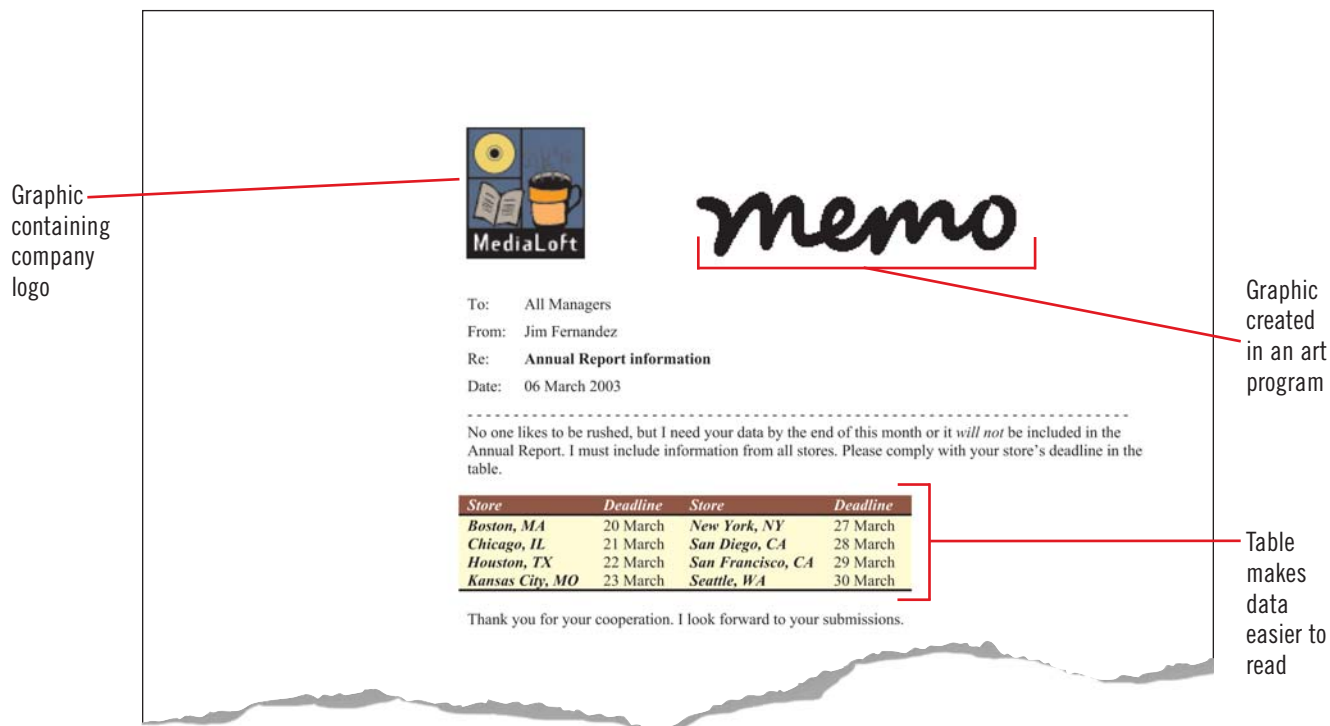 Graphic
containing
company
logo
MediaLoft
memo
Graphic
created
in an art
program
To: All Managers
From: Jim Fernandez
Re: Annual Report information
Date: 06 March 2003
No one likes to be rushed, but I need your data by the end of this month or it will not be included in the
Annual Report. I must include information from all stores. Please comply with your store's deadline in the
table.
Store Deadline Store Deadline
Boston, MA 20 March New York, NY 27 March
Chicago, IL 21 March San Diego, CA 28 March
Houston, TX 22 March San Francisco, CA 29 March
Kansas City, MO 23 March Seattle, WA 30 March
Table
makes
data
easier to
read
Thank you for your cooperation. I look forward to your submissions.